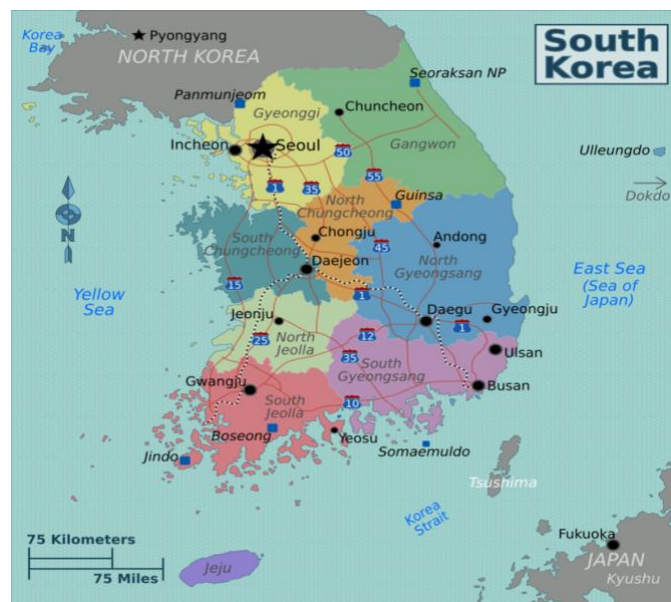 South
Korea
Korea
Bay
Pyongyang
NORTH KOREA
Seoraksan NP
Panmunjeom
Gyeonggi
Chuncheon
Gangwon
Ulleungdo
Dokdo
Incheon
Seoul
50
55
1
35
North
Chungcheong
Guinsa
N
South
Chungcheong
Chongju
45
Andong
North
Gyeongsang
Daejeon
East Sea
(Sea of
Japan)
15
1
Yellow
Sea
Jeonju
Daegu
Gyeongju
1
12
25
North
Jeolla
35
South
Gyeongsang
Ulsan
Gwangju
Busan
South
Jeolla
10
Boseong
Yeosu
Jindo
Somaemuldo
Tsushima
Korea
Strait
75 Kilometers
75 Miles
Jeju
Fukuoka
JAPAN
Kyushu